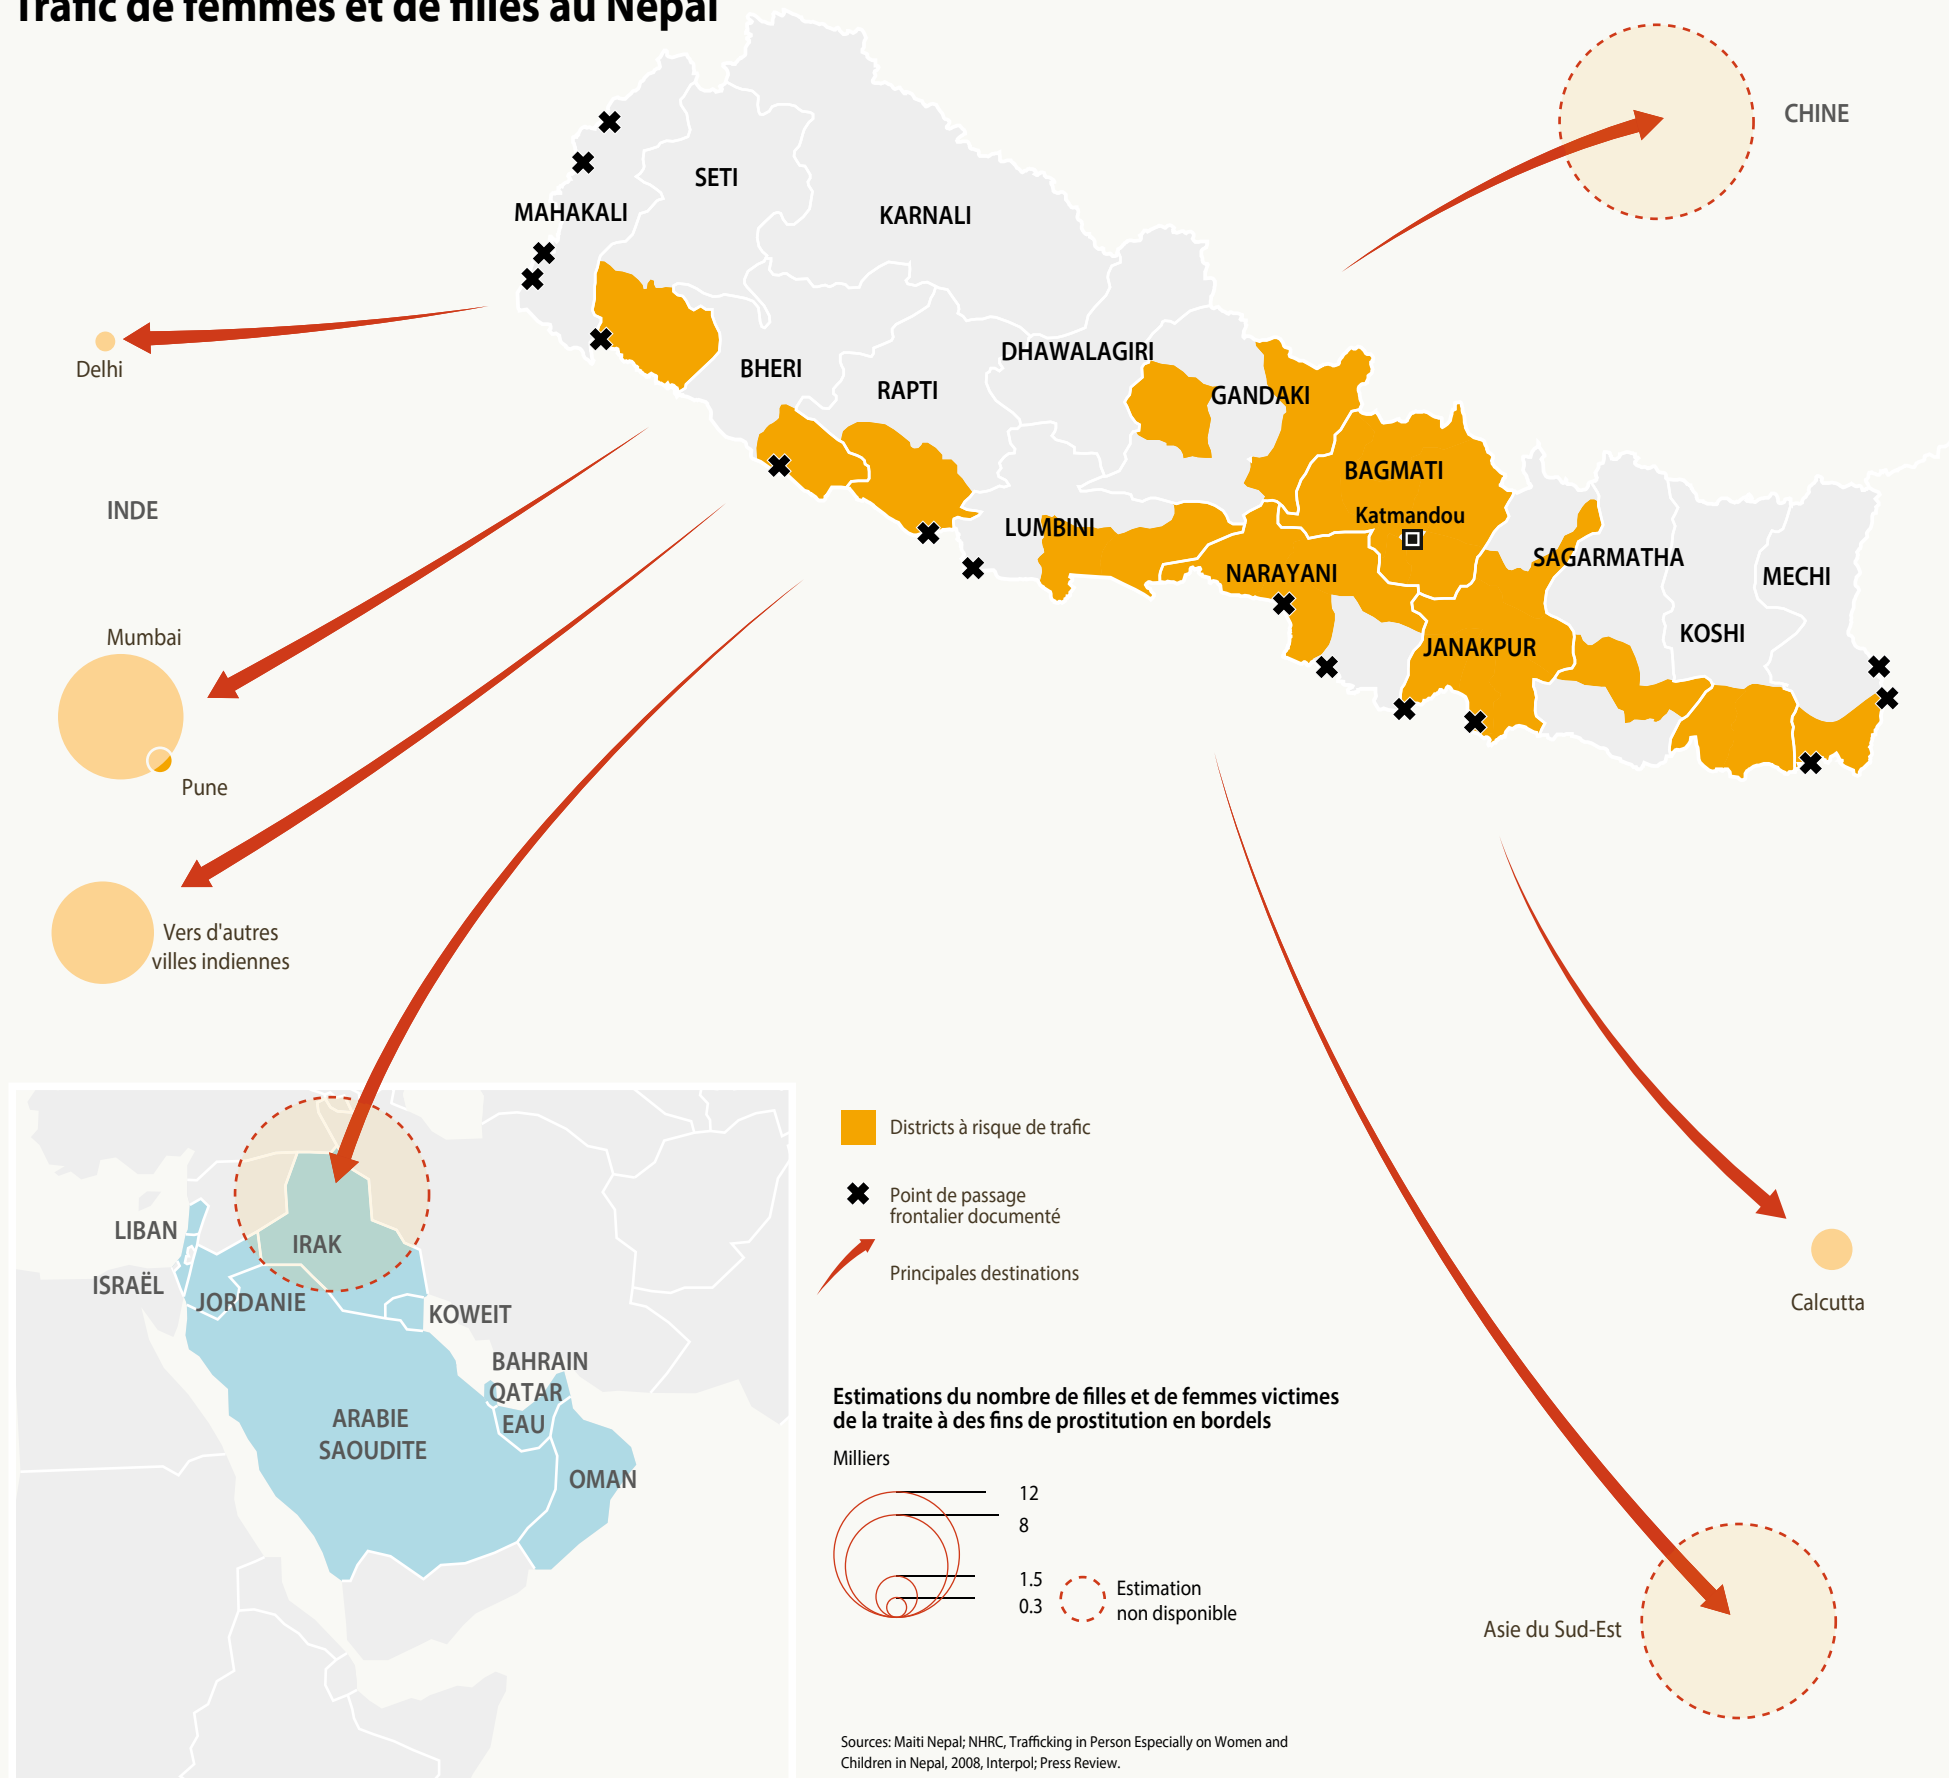 Trafic de femmes et de filles au Népal
CHINE
SETI
MAHAKALI
KARNALI
DHAWALAGIRI
Delhi
BHERI
RAPTI
GANDAKI
BAGMATI
INDE
Katmandou
LUMBINI
SAGARMATHA
NARAYANI
MECHI
KOSHI
Mumbai
JANAKPUR
Pune
Vers d'autres
villes indiennes
Districts à risque de trafic
Point de passage
frontalier documenté
Principales destinations
LIBAN
IRAK
ISRAËL
JORDANIE
KOWEIT
BAHRAIN
QATAR
EAU
ARABIE
SAOUDITE
OMAN
Calcutta
Estimations du nombre de filles et de femmes victimes
de la traite à des fins de prostitution en bordels
Milliers
12
8
1.5
0.3
Estimation
non disponible
Asie du Sud-Est
Sources: Maiti Nepal; NHRC, Trafficking in Person Especially on Women and
Children in Nepal, 2008, Interpol; Press Review.